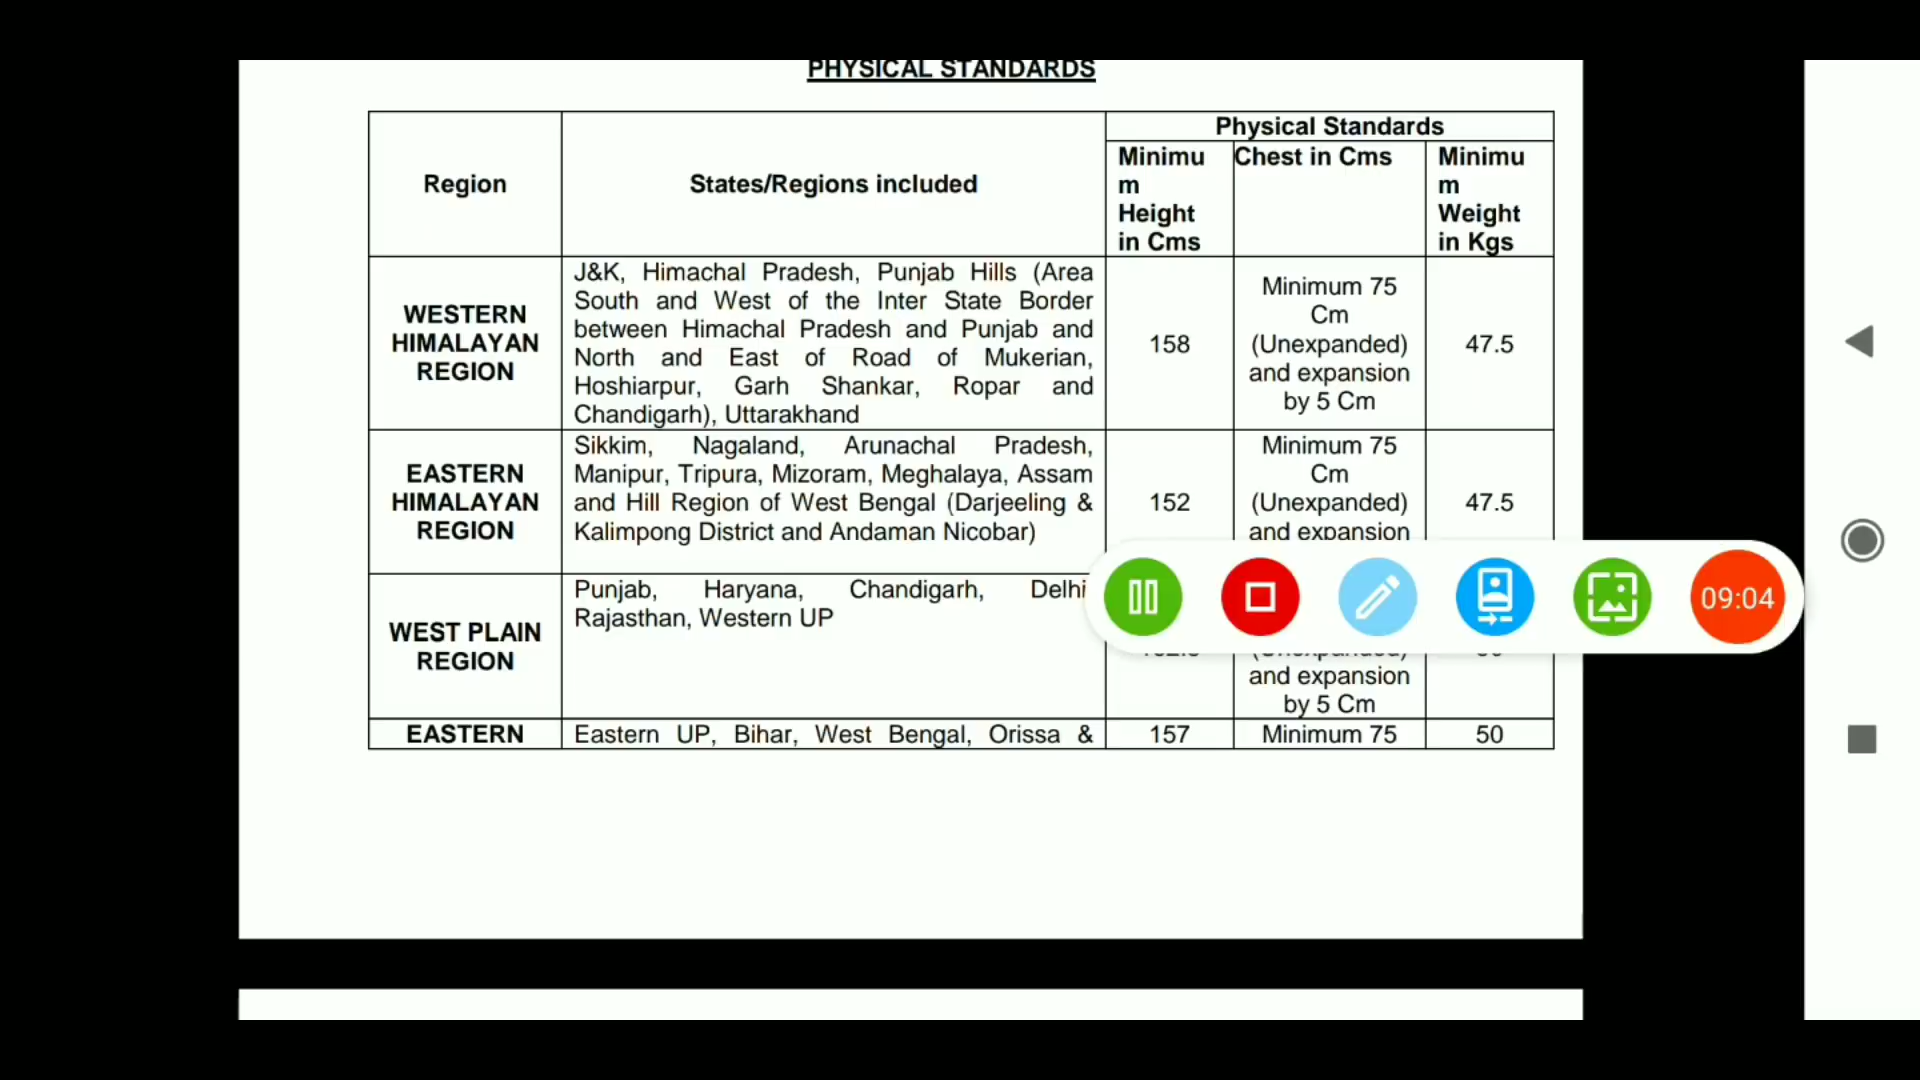 PHYSICAL STANDARDS
Region
States/Regions included
Physical Standards
Minimu
m
Height
in Cms
Chest in Cms
Minimu
m
Weight
in Kgs
WESTERN
HIMALAYAN
REGION
J&K, Himachal Pradesh, Punjab Hills (Area
South and West of the Inter State Border
between Himachal Pradesh and Punjab and
North and East of Road of Mukerian,
Hoshiarpur, Garh Shankar, Ropar and
Chandigarh), Uttarakhand
158
Minimum 75
Cm
(Unexpanded)
and expansion
by 5 Cm
47.5
EASTERN
HIMALAYAN
REGION
Sikkim, Nagaland, Arunachal Pradesh,
Manipur, Tripura, Mizoram, Meghalaya, Assam
and Hill Region of West Bengal (Darjeeling &
Kalimpong District and Andaman Nicobar)
152
Minimum 75
Cm
(Unexpanded)
and expansion
47.5
WEST PLAIN
REGION
Punjab, Haryana, Chandigarh, Delhi
Rajasthan, Western UP
(Unexpanded)
and expansion
by 5 Cm
EASTERN
Eastern UP, Bihar, West Bengal, Orissa &
157
Minimum 75
50
09:04